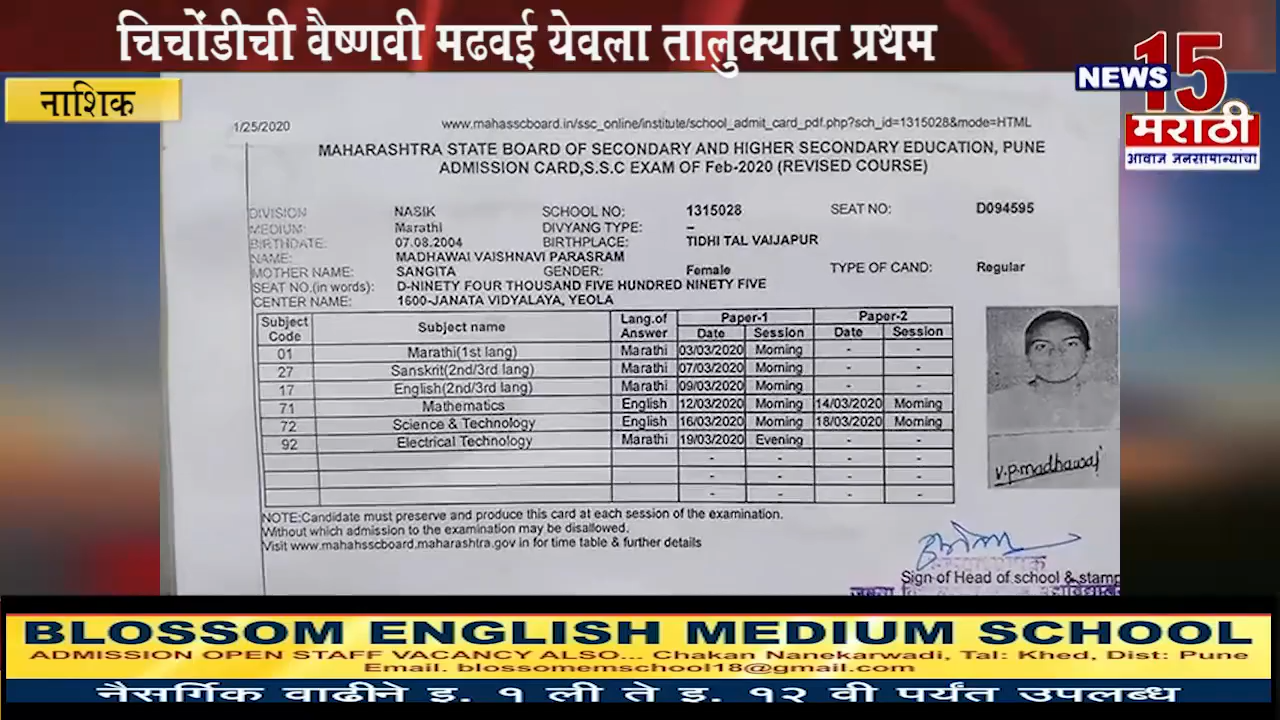 चिचोंडीची वैष्णवी मढवई येवला तालुक्यात प्रथम
NEWS 15
मराठी
आवाज जनसामान्यांचा
नाशिक
1/25/2020 www.mahasscboard.in/ssc_online/institute/school_admit_card_pdf.php?sch_id=1315028&mode=HTML
MAHARASHTRA STATE BOARD OF SECONDARY AND HIGHER SECONDARY EDUCATION, PUNE
ADMISSION CARD,S.S.C EXAM OF Feb-2020 (REVISED COURSE)
DIVISION NASIK SCHOOL NO: 1315028 SEAT NO: D094595
MEDIUM: Marathi DIVYANG TYPE: –
BIRTHDATE: 07.08.2004 BIRTHPLACE: TIDHI TAL VAIJAPUR
NAME: MADHAWAI VAISHNAVI PARASRAM
MOTHER NAME: SANGITA GENDER: Female TYPE OF CAND: Regular
SEAT NO.(in words): D-NINETY FOUR THOUSAND FIVE HUNDRED NINETY FIVE
CENTER NAME: 1600-JANATA VIDYALAYA, YEOLA
Subject Code Subject name Lang.of Answer Paper-1 Paper-2
Date Session Date Session
01 Marathi(1st lang) Marathi 03/03/2020 Morning - -
27 Sanskrit(2nd/3rd lang) Marathi 07/03/2020 Morning - -
17 English(2nd/3rd lang) Marathi 09/03/2020 Morning - -
71 Mathematics English 12/03/2020 Morning 14/03/2020 Morning
72 Science & Technology English 16/03/2020 Morning 18/03/2020 Morning
92 Electrical Technology Marathi 19/03/2020 Evening - -
- - - -
- - - -
- - - -
v.p.madhawai
NOTE:Candidate must preserve and produce this card at each session of the examination.
Without which admission to the examination may be disallowed.
Visit www.mahahsscboard.maharashtra.gov in for time table & further details
Sign of Head of school & stamp
BLOSSOM ENGLISH MEDIUM SCHOOL
ADMISSION OPEN STAFF VACANCY ALSO... Chakan Nanekarwadi, Tal: Khed, Dist: Pune
Email. blossomemschool18@gmail.com
नैसर्गिक वाढीने इ. १ ली ते इ. १२ वी पर्यंत उपलब्ध